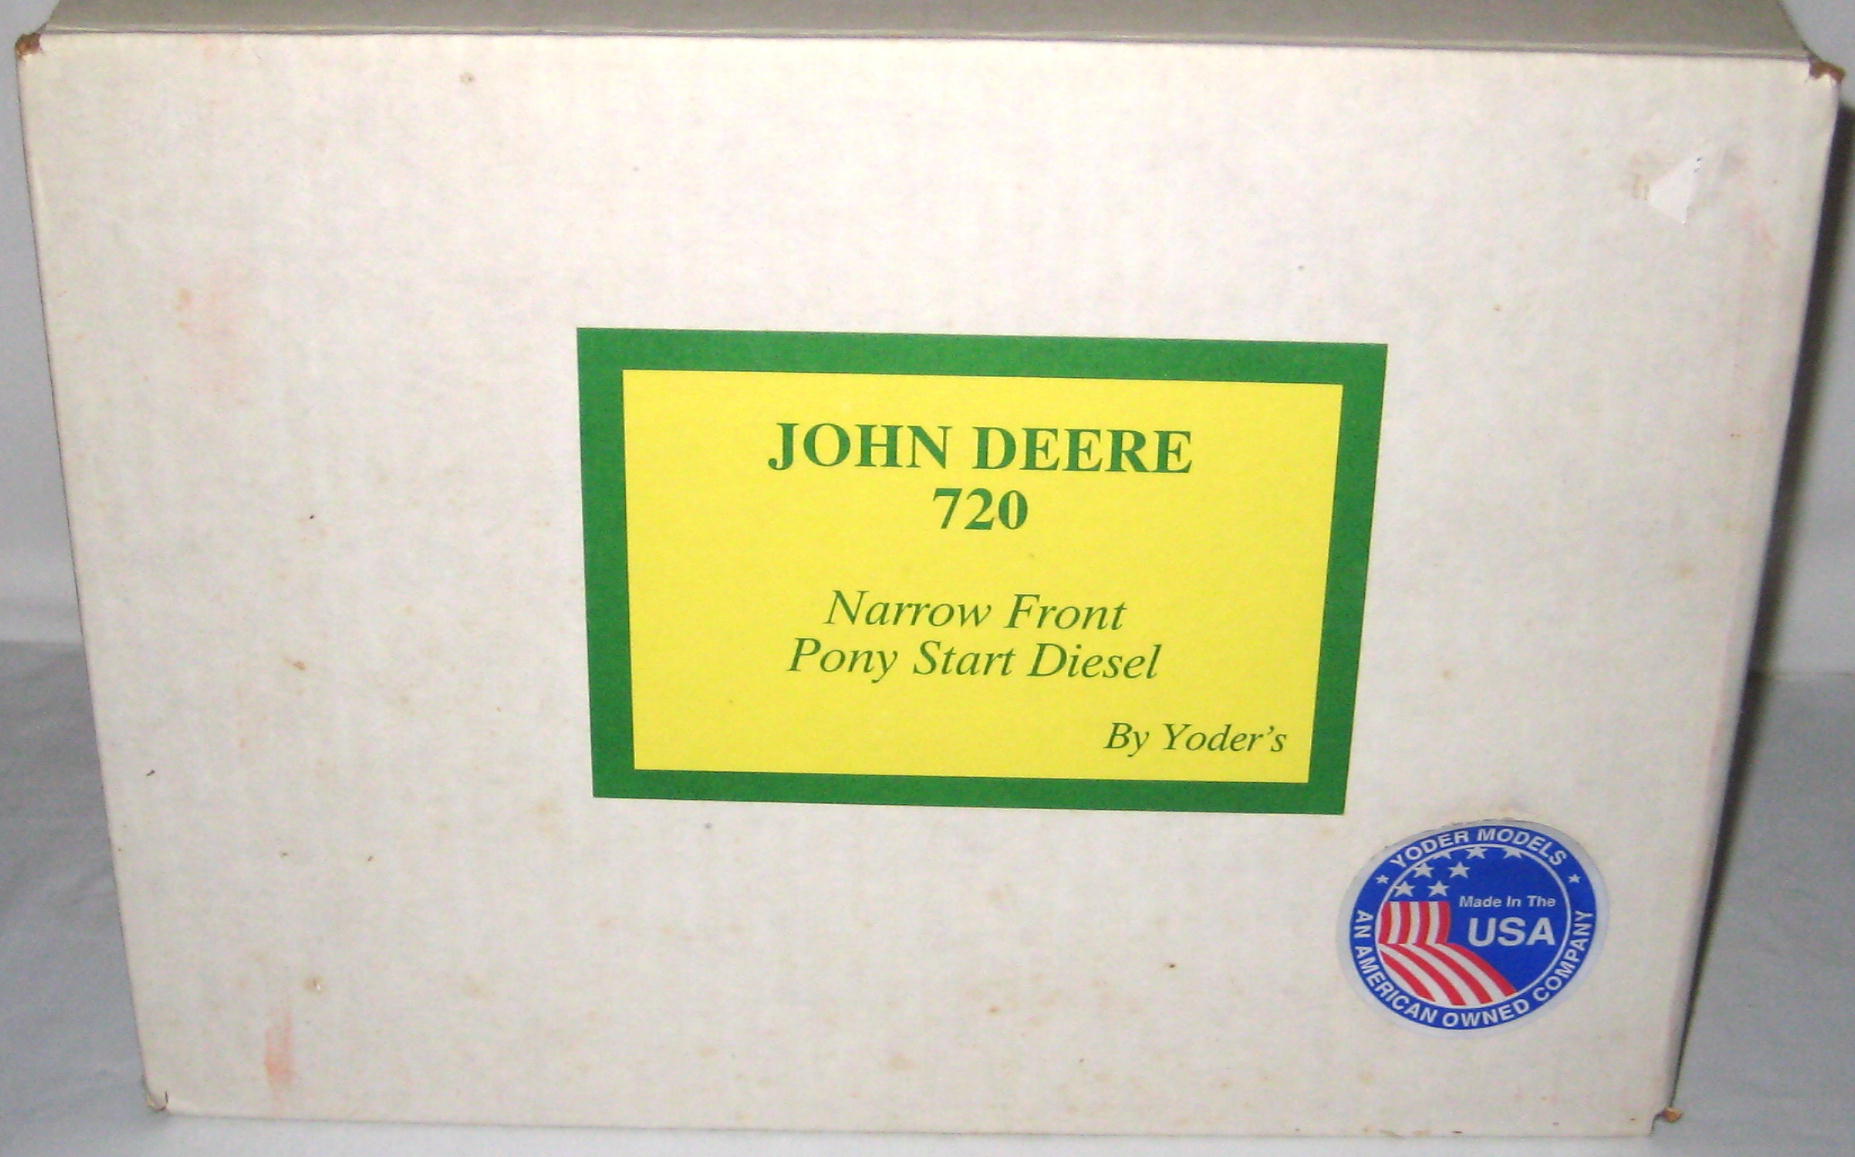 JOHN DEERE
720
Narrow Front
Pony Start Diesel
By Yoder's
YODER MODELS
Made In The
USA
AN AMERICAN OWNED COMPANY